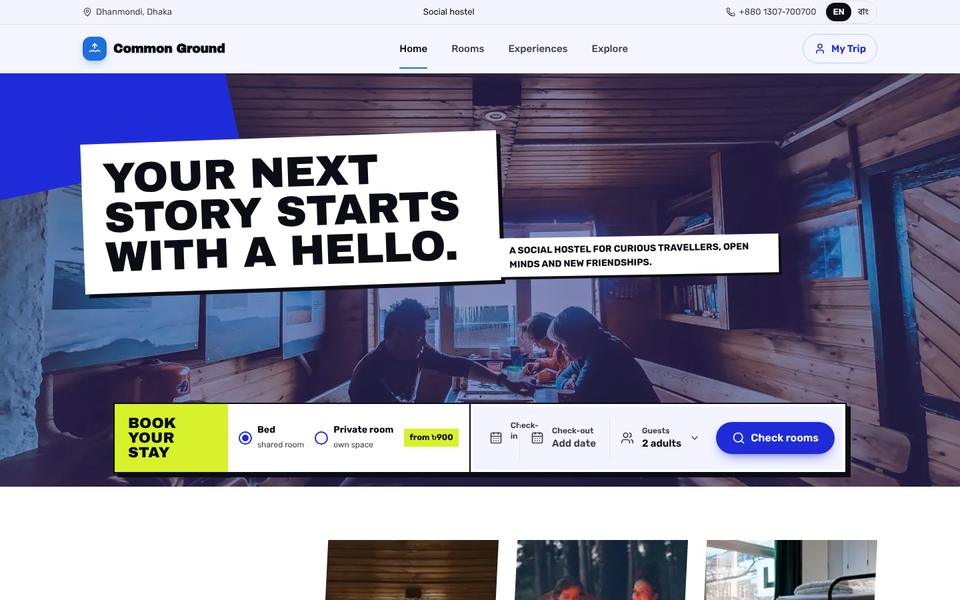 Dhanmondi, Dhaka
Social hostel
+880 1307-700700
EN
বাং
Common Ground
Home
Rooms
Experiences
Explore
My Trip
YOUR NEXT
STORY STARTS
WITH A HELLO.
A SOCIAL HOSTEL FOR CURIOUS TRAVELLERS, OPEN
MINDS AND NEW FRIENDSHIPS.
BOOK
YOUR
STAY
Bed
shared room
Private room
own space
from ৳900
Check-
in
Check-out
Add date
Guests
2 adults
Check rooms